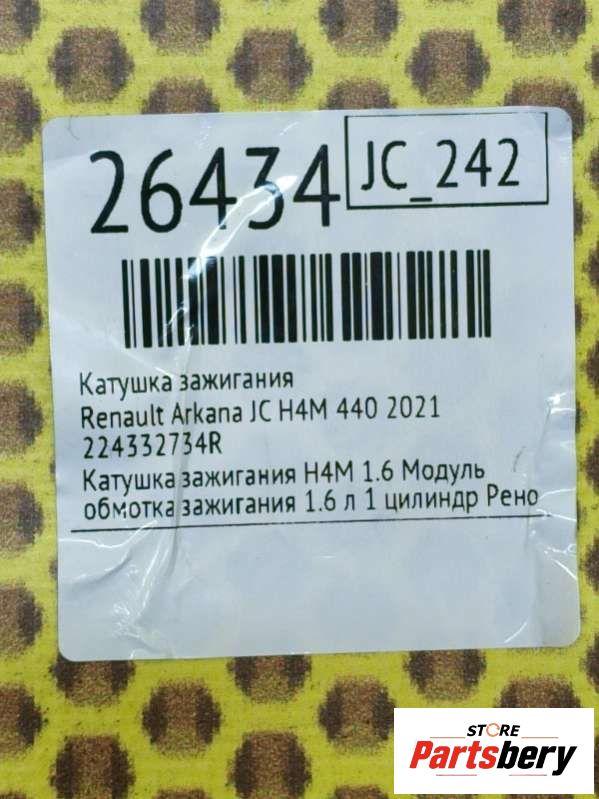 26434
JC_242
Катушка зажигания
Renault Arkana JC H4M 440 2021
224332734R
Катушка зажигания H4M 1.6 Модуль
обмотка зажигания 1.6 л 1 цилиндр Рено
STORE
Partsbery